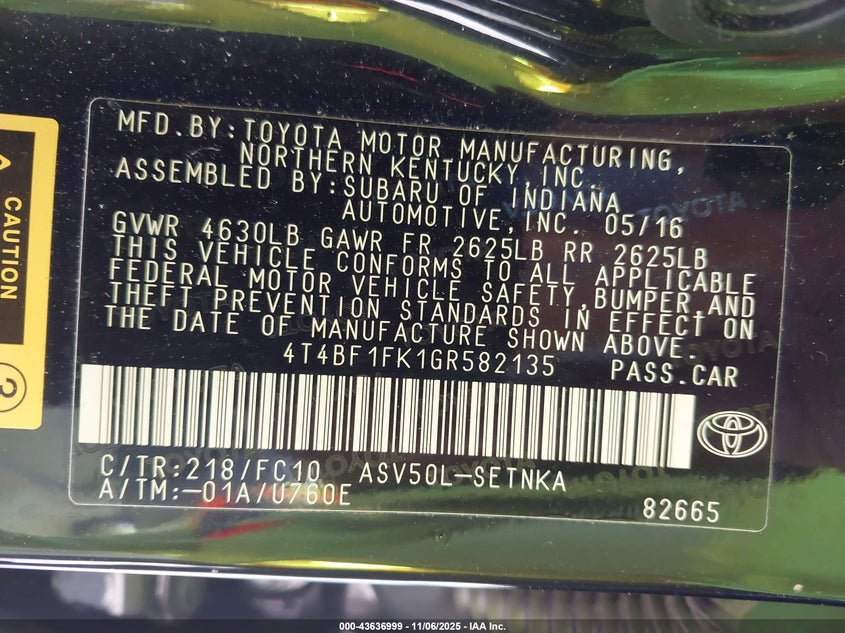 MFD.BY:TOYOTA MOTOR MANUFACTURING,
NORTHERN KENTUCKY,INC.
ASSEMBLED BY:SUBARU OF INDIANA
AUTOMOTIVE,INC. 05/16
GVWR 4630LB GAWR FR 2625LB RR 2625LB
THIS VEHICLE CONFORMS TO ALL APPLICABLE
FEDERAL MOTOR VEHICLE SAFETY,BUMPER,AND
THEFT PREVENTION STANDARDS IN EFFECT ON
THE DATE OF MANUFACTURE SHOWN ABOVE.
4T4BF1FK1GR582135 PASS.CAR
C/TR:218/FC10 ASV50L-SETNKA
A/TM:-01A/U760E
82665
CAUTION
000-43636999 - 11/06/2025 - IAA Inc.